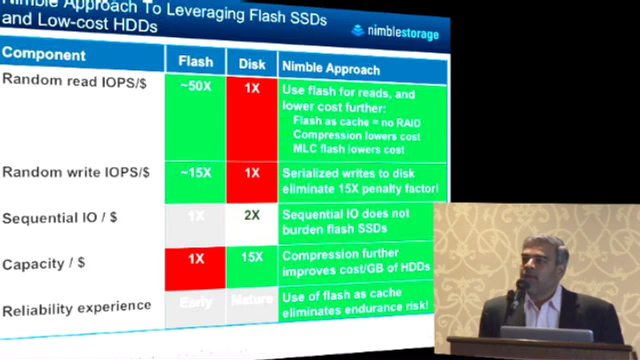 Nimble Approach To Leveraging Flash SSDs
and Low-cost HDDs
nimblestorage
Component Flash Disk Nimble Approach
Random read IOPS/$ ~50X 1X Use flash for reads, and
lower cost further:
Flash as cache = no RAID
Compression lowers cost
MLC flash lowers cost
Random write IOPS/$ ~15X 1X Serialized writes to disk
eliminate 15X penalty factor!
Sequential IO / $ 1X 2X Sequential IO does not
burden flash SSDs
Capacity / $ 1X 15X Compression further
improves cost/GB of HDDs
Reliability experience Early Mature Use of flash as cache
eliminates endurance risk!